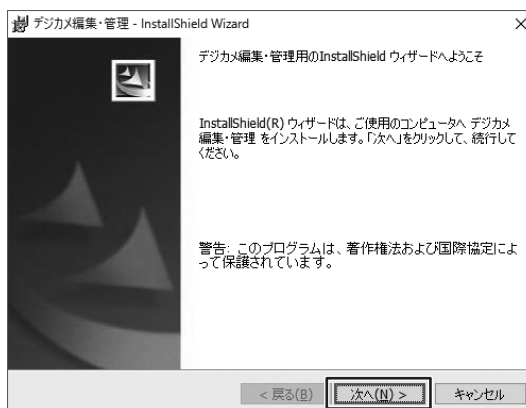 デジカメ編集・管理 - InstallShield Wizard
デジカメ編集・管理用のInstallShield ウィザードへようこそ
InstallShield(R) ウィザードは、ご使用のコンピュータへ デジカメ
編集・管理 をインストールします。「次へ」をクリックして、続行して
ください。
警告: このプログラムは、著作権法および国際協定によ
って保護されています。
< 戻る(B)
次へ(N) >
キャンセル